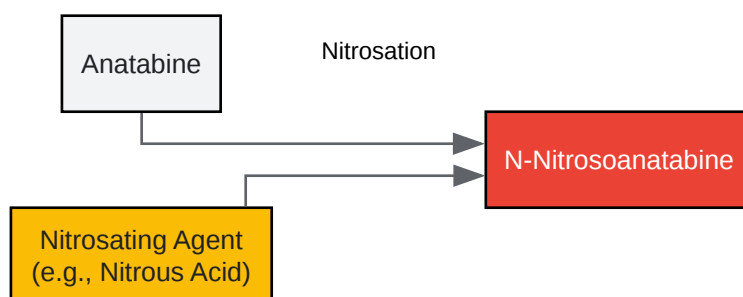 Anatabine
Nitrosation
N-Nitrosoanatabine
Nitrosating Agent
(e.g., Nitrous Acid)